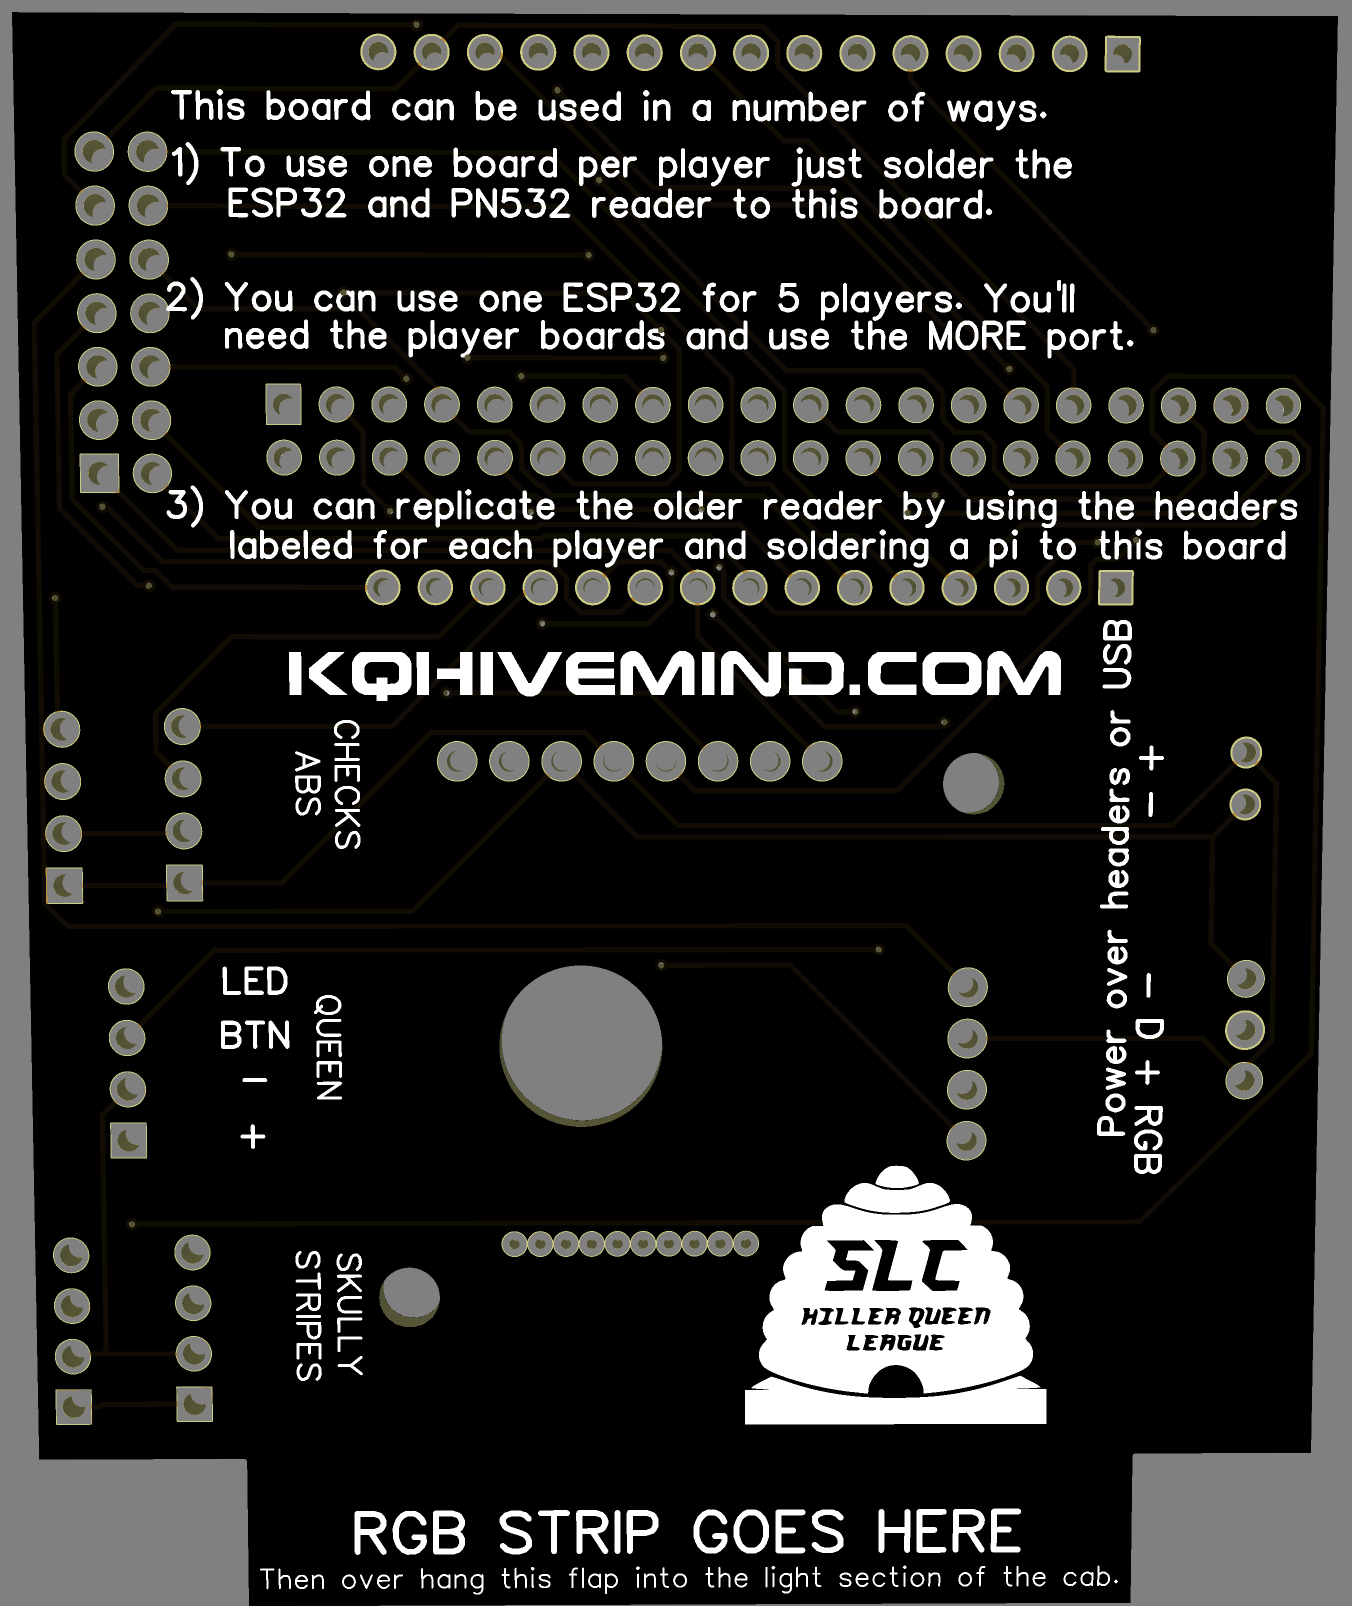 This board can be used in a number of ways.
1) To use one board per player just solder the
ESP32 and PN532 reader to this board.
2) You can use one ESP32 for 5 players. You'll
need the player boards and use the MORE port.
3) You can replicate the older reader by using the headers
labeled for each player and soldering a pi to this board
KQHIVEMIND.COM
CHECKS
ABS
Power over headers or USB
+ -
- D + RGB
LED
BTN
-
+
QUEEN
SKULLY
STRIPES
SLC
KILLER QUEEN
LEAGUE
RGB STRIP GOES HERE
Then over hang this flap into the light section of the cab.